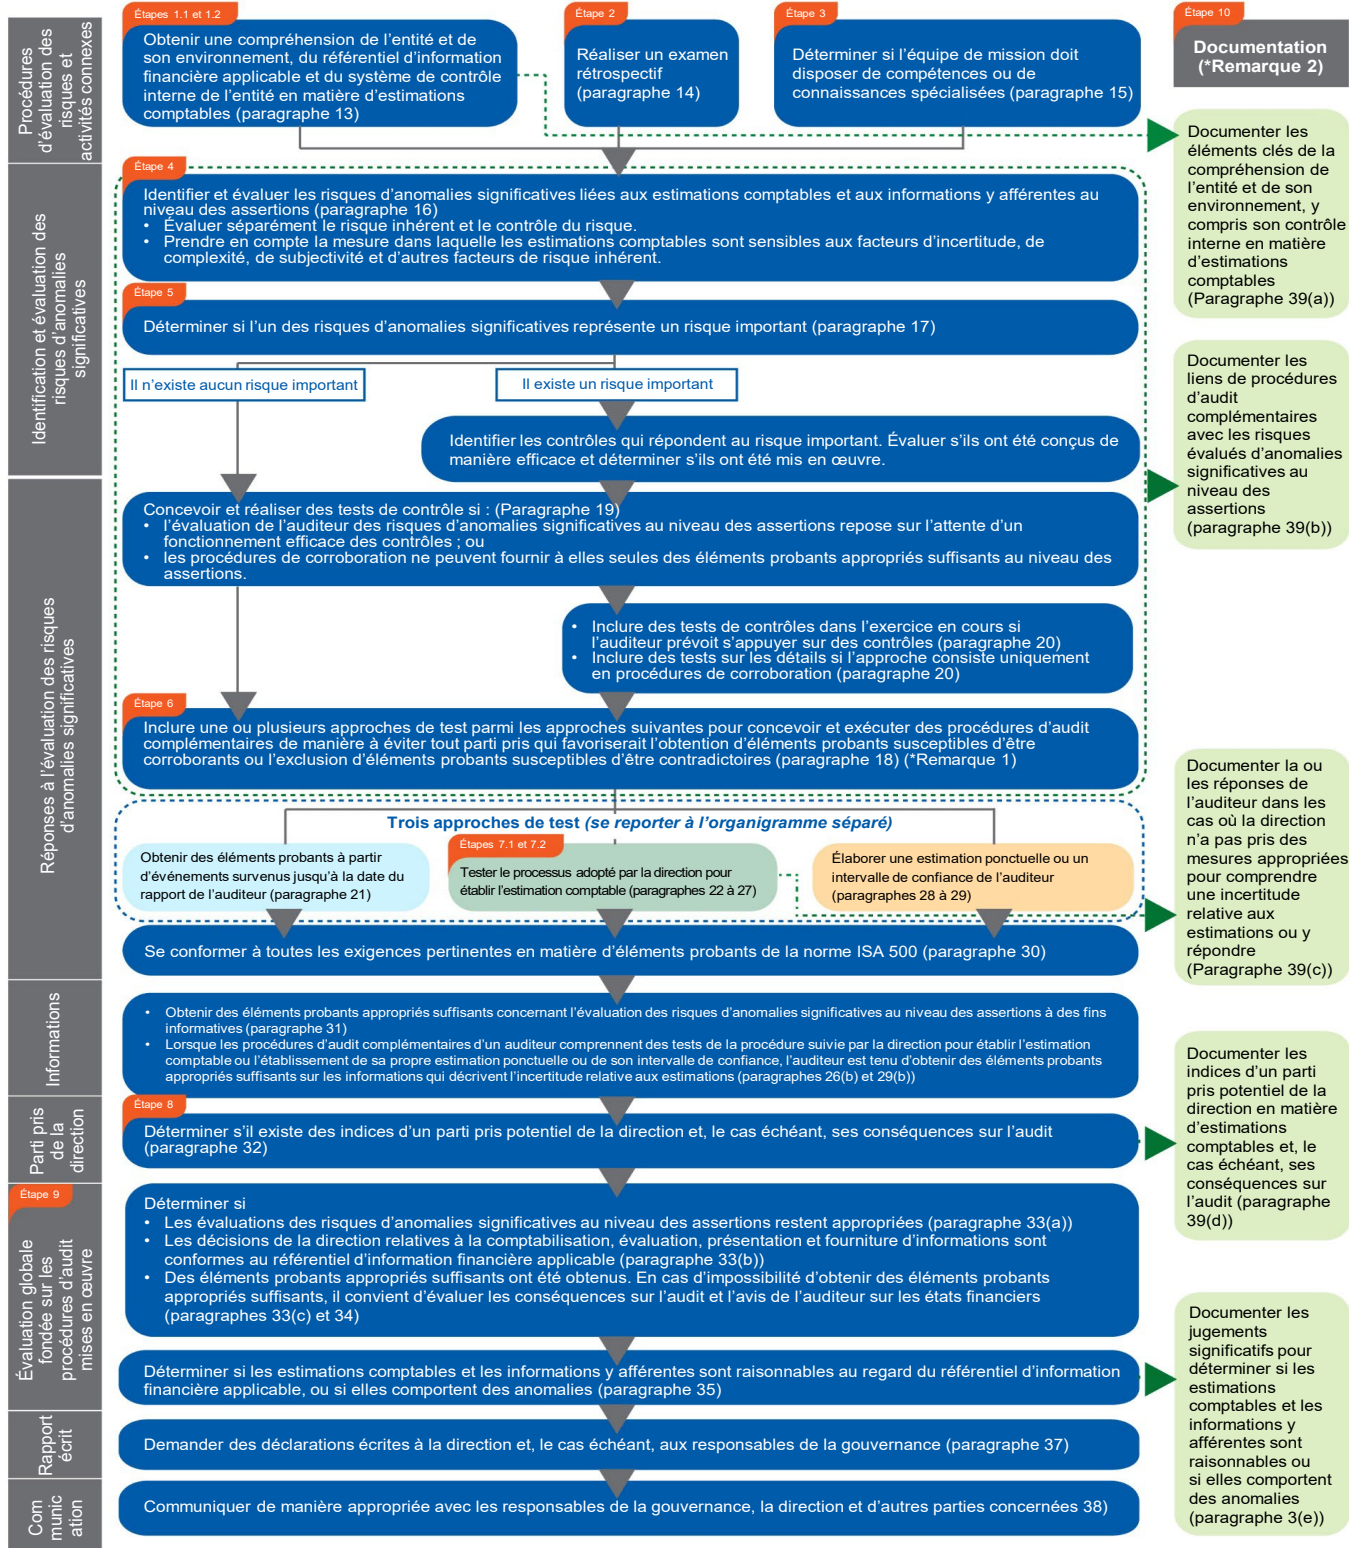 Procédures
d'évaluation des
risques et
activités connexes
Étapes 1.1 et 1.2
Obtenir une compréhension de l'entité et de
son environnement, du référentiel d'information
financière applicable et du système de contrôle
interne de l'entité en matière d'estimations
comptables (paragraphe 13)
Étape 2
Réaliser un examen
rétrospectif
(paragraphe 14)
Étape 3
Déterminer si l'équipe de mission doit
disposer de compétences ou de
connaissances spécialisées (paragraphe 15)
Étape 10
Documentation
(*Remarque 2)
Documenter les
éléments clés de la
compréhension de
l'entité et de son
environnement, y
compris son contrôle
interne en matière
d'estimations
comptables
(Paragraphe 39(a))
Identification et évaluation des
risques d'anomalies
significatives
Étape 4
Identifier et évaluer les risques d'anomalies significatives liées aux estimations comptables et aux informations y afférentes au
niveau des assertions (paragraphe 16)
• Évaluer séparément le risque inhérent et le contrôle du risque.
• Prendre en compte la mesure dans laquelle les estimations comptables sont sensibles aux facteurs d'incertitude, de
complexité, de subjectivité et d'autres facteurs de risque inhérent.
Étape 5
Déterminer si l'un des risques d'anomalies significatives représente un risque important (paragraphe 17)
Il n'existe aucun risque important
Il existe un risque important
Identifier les contrôles qui répondent au risque important. Évaluer s'ils ont été conçus de
manière efficace et déterminer s'ils ont été mis en œuvre.
Documenter les
liens de procédures
d'audit
complémentaires
avec les risques
évalués d'anomalies
significatives au
niveau des
assertions
(paragraphe 39(b))
Réponses à l'évaluation des risques
d'anomalies significatives
Concevoir et réaliser des tests de contrôle si : (Paragraphe 19)
• l'évaluation de l'auditeur des risques d'anomalies significatives au niveau des assertions repose sur l'attente d'un
fonctionnement efficace des contrôles ; ou
• les procédures de corroboration ne peuvent fournir à elles seules des éléments probants appropriés suffisants au niveau des
assertions.
• Inclure des tests de contrôles dans l'exercice en cours si
l'auditeur prévoit s'appuyer sur des contrôles (paragraphe 20)
• Inclure des tests sur les détails si l'approche consiste uniquement
en procédures de corroboration (paragraphe 20)
Étape 6
Inclure une ou plusieurs approches de test parmi les approches suivantes pour concevoir et exécuter des procédures d'audit
complémentaires de manière à éviter tout parti pris qui favoriserait l'obtention d'éléments probants susceptibles d'être
corroborants ou l'exclusion d'éléments probants susceptibles d'être contradictoires (paragraphe 18) (*Remarque 1)
Trois approches de test (se reporter à l'organigramme séparé)
Obtenir des éléments probants à partir
d'événements survenus jusqu'à la date du
rapport de l'auditeur (paragraphe 21)
Étapes 7.1 et 7.2
Tester le processus adopté par la direction pour
établir l'estimation comptable (paragraphes 22 à 27)
Élaborer une estimation ponctuelle ou un
intervalle de confiance de l'auditeur
(paragraphes 28 à 29)
Se conformer à toutes les exigences pertinentes en matière d'éléments probants de la norme ISA 500 (paragraphe 30)
Documenter la ou
les réponses de
l'auditeur dans les
cas où la direction
n'a pas pris des
mesures appropriées
pour comprendre
une incertitude
relative aux
estimations ou y
répondre
(Paragraphe 39(c))
Informations
• Obtenir des éléments probants appropriés suffisants concernant l'évaluation des risques d'anomalies significatives au niveau des assertions à des fins
informatives (paragraphe 31)
• Lorsque les procédures d'audit complémentaires d'un auditeur comprennent des tests de la procédure suivie par la direction pour établir l'estimation
comptable ou l'établissement de sa propre estimation ponctuelle ou de son intervalle de confiance, l'auditeur est tenu d'obtenir des éléments probants
appropriés suffisants sur les informations qui décrivent l'incertitude relative aux estimations (paragraphes 26(b) et 29(b))
Parti pris
de la
direction
Étape 8
Déterminer s'il existe des indices d'un parti pris potentiel de la direction et, le cas échéant, ses conséquences sur l'audit
(paragraphe 32)
Documenter les
indices d'un parti
pris potentiel de la
direction en matière
d'estimations
comptables et, le
cas échéant, ses
conséquences sur
l'audit (paragraphe
39(d))
Étape 9
Évaluation globale
fondée sur les
procédures d'audit
mises en œuvre
Déterminer si
• Les évaluations des risques d'anomalies significatives au niveau des assertions restent appropriées (paragraphe 33(a))
• Les décisions de la direction relatives à la comptabilisation, évaluation, présentation et fourniture d'informations sont
conformes au référentiel d'information financière applicable (paragraphe 33(b))
• Des éléments probants appropriés suffisants ont été obtenus. En cas d'impossibilité d'obtenir des éléments probants
appropriés suffisants, il convient d'évaluer les conséquences sur l'audit et l'avis de l'auditeur sur les états financiers
(paragraphes 33(c) et 34)
Déterminer si les estimations comptables et les informations y afférentes sont raisonnables au regard du référentiel d'information
financière applicable, ou si elles comportent des anomalies (paragraphe 35)
Documenter les
jugements
significatifs pour
déterminer si les
estimations
comptables et les
informations y
afférentes sont
raisonnables ou
si elles comportent
des anomalies
(paragraphe 3(e))
Rapport
écrit
Demander des déclarations écrites à la direction et, le cas échéant, aux responsables de la gouvernance (paragraphe 37)
Com
munic
ation
Communiquer de manière appropriée avec les responsables de la gouvernance, la direction et d'autres parties concernées 38)